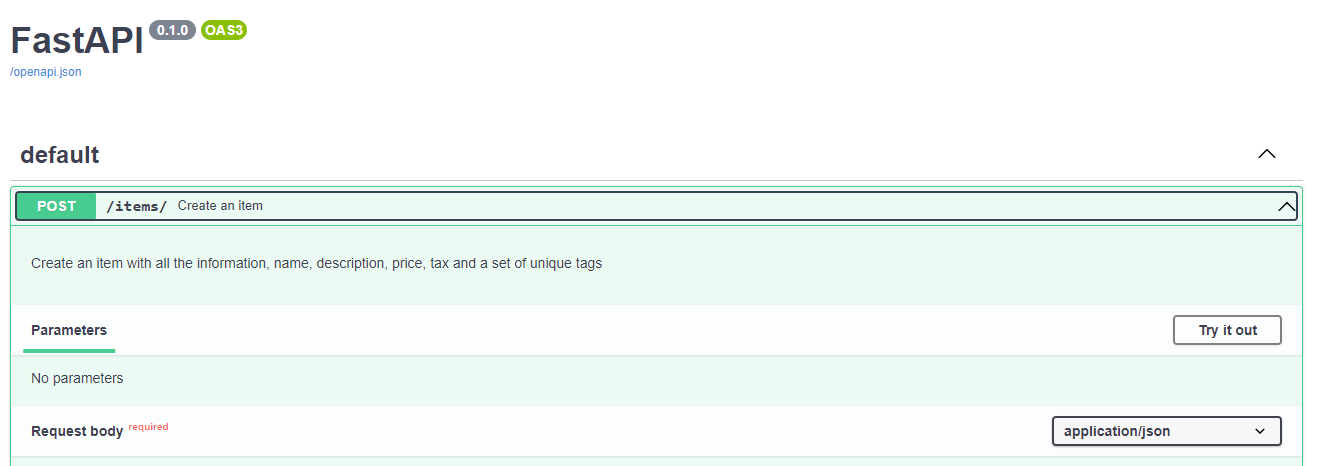 FastAPI 0.1.0 OAS3
/openapi.json
default
POST /items/ Create an item
Create an item with all the information, name, description, price, tax and a set of unique tags
Parameters Try it out
No parameters
Request body required application/json